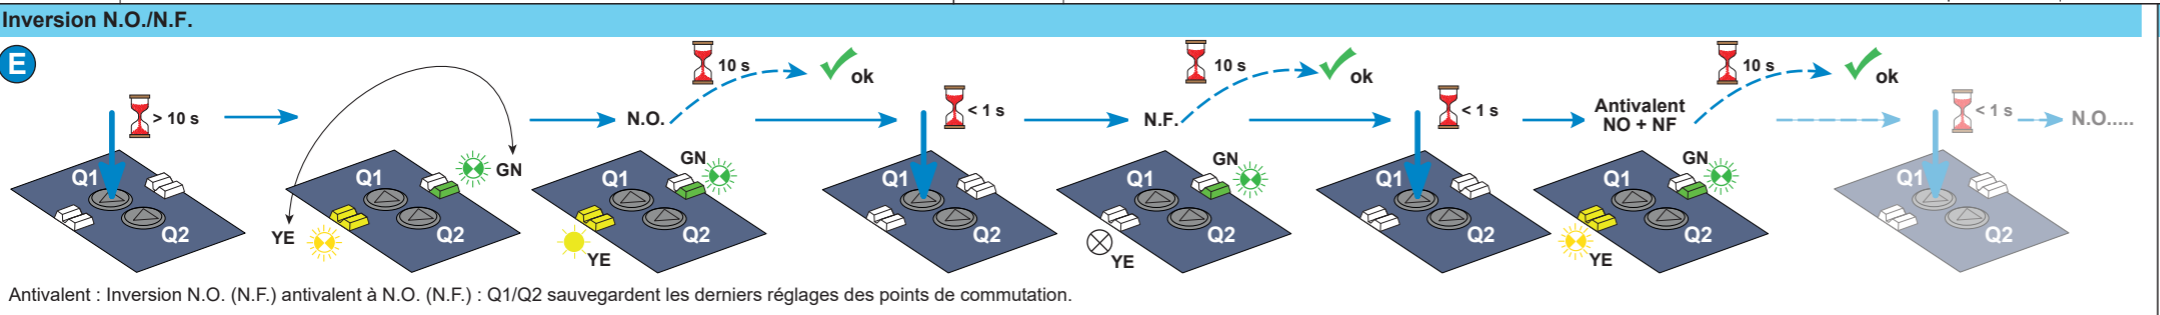 Inversion N.O./N.F.
E
> 10 s
Q1
Q2
YE
GN
Q1
Q2
N.O.
10 s
ok
GN
Q1
Q2
YE
< 1 s
Q1
Q2
N.F.
10 s
ok
GN
Q1
Q2
YE
< 1 s
Q1
Q2
Antivalent
NO + NF
10 s
ok
GN
Q1
Q2
YE
< 1 s
N.O.....
Q1
Q2
Antivalent : Inversion N.O. (N.F.) antivalent à N.O. (N.F.) : Q1/Q2 sauvegardent les derniers réglages des points de commutation.